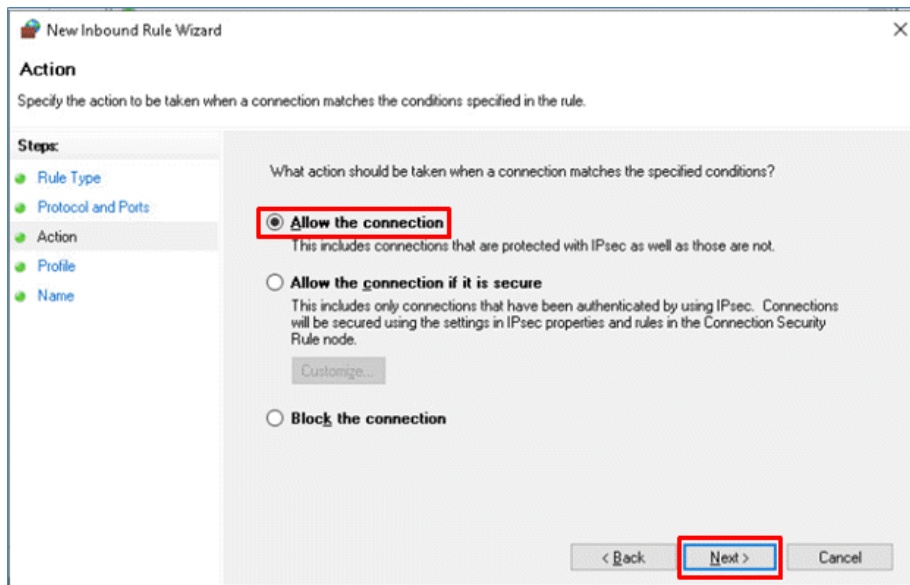 New Inbound Rule Wizard
Action
Specify the action to be taken when a connection matches the conditions specified in the rule.
Steps:
Rule Type
Protocol and Ports
Action
Profile
Name
What action should be taken when a connection matches the specified conditions?
Allow the connection
This includes connections that are protected with IPsec as well as those are not.
Allow the connection if it is secure
This includes only connections that have been authenticated by using IPsec. Connections
will be secured using the settings in IPsec properties and rules in the Connection Security
Rule node.
Customize...
Block the connection
< Back
Next >
Cancel